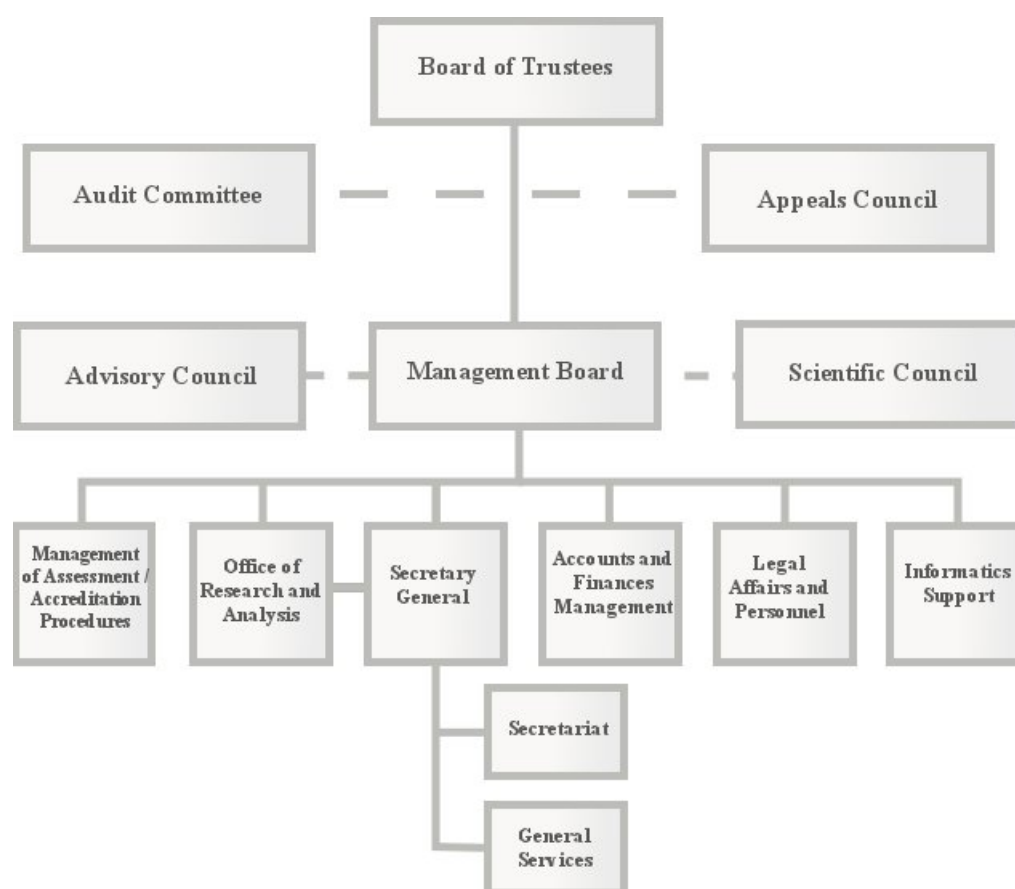 Board of Trustees
Audit Committee
Appeals Council
Advisory Council
Management Board
Scientific Council
Management
of Assessment /
Accreditation
Procedures
Office of
Research and
Analysis
Secretary
General
Accounts and
Finances
Management
Legal
Affairs and
Personnel
Informatics
Support
Secretariat
General
Services